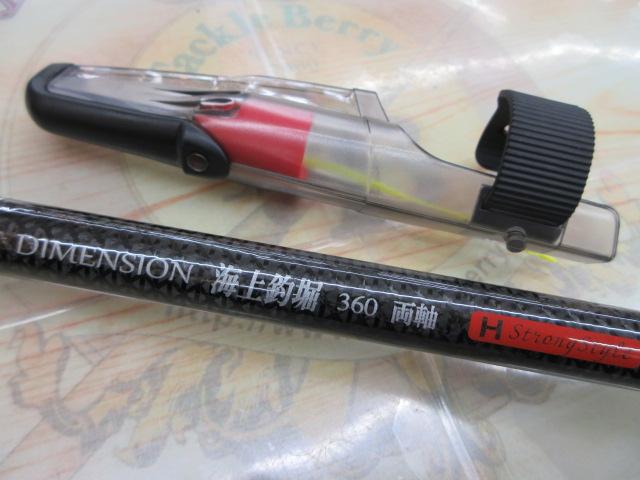 Tackle Berry
DIMENSION 海上釣堀 360 両軸
H StrongStyle